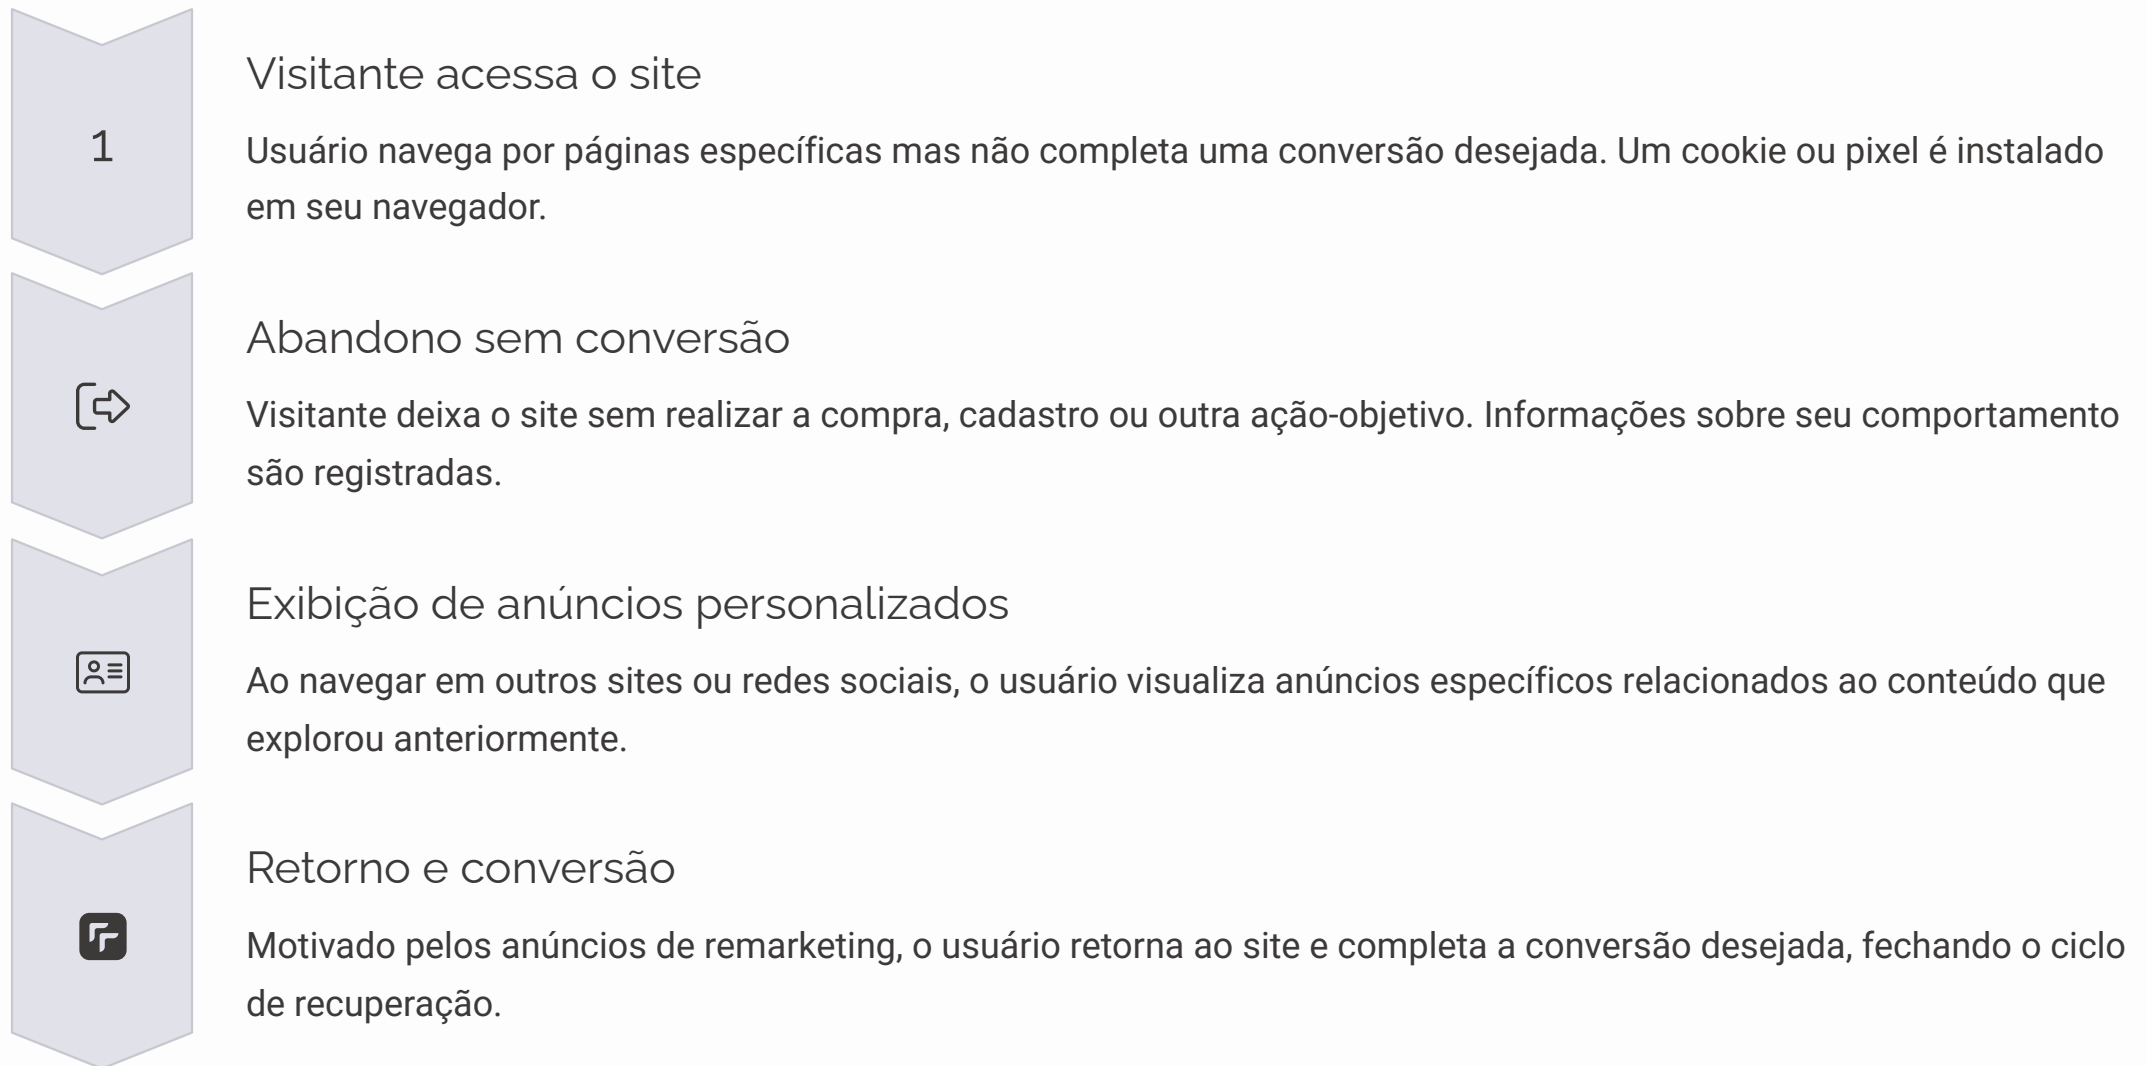 1
Visitante acessa o site
Usuário navega por páginas específicas mas não completa uma conversão desejada. Um cookie ou pixel é instalado
em seu navegador.
Abandono sem conversão
Visitante deixa o site sem realizar a compra, cadastro ou outra ação-objetivo. Informações sobre seu comportamento
são registradas.
Exibição de anúncios personalizados
Ao navegar em outros sites ou redes sociais, o usuário visualiza anúncios específicos relacionados ao conteúdo que
explorou anteriormente.
Retorno e conversão
Motivado pelos anúncios de remarketing, o usuário retorna ao site e completa a conversão desejada, fechando o ciclo
de recuperação.